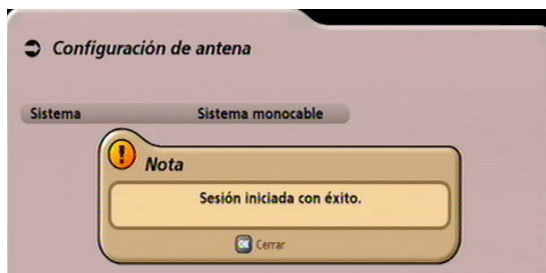 Configuración de antena
Sistema Sistema monocable
Nota
Sesión iniciada con éxito.
OK Cerrar